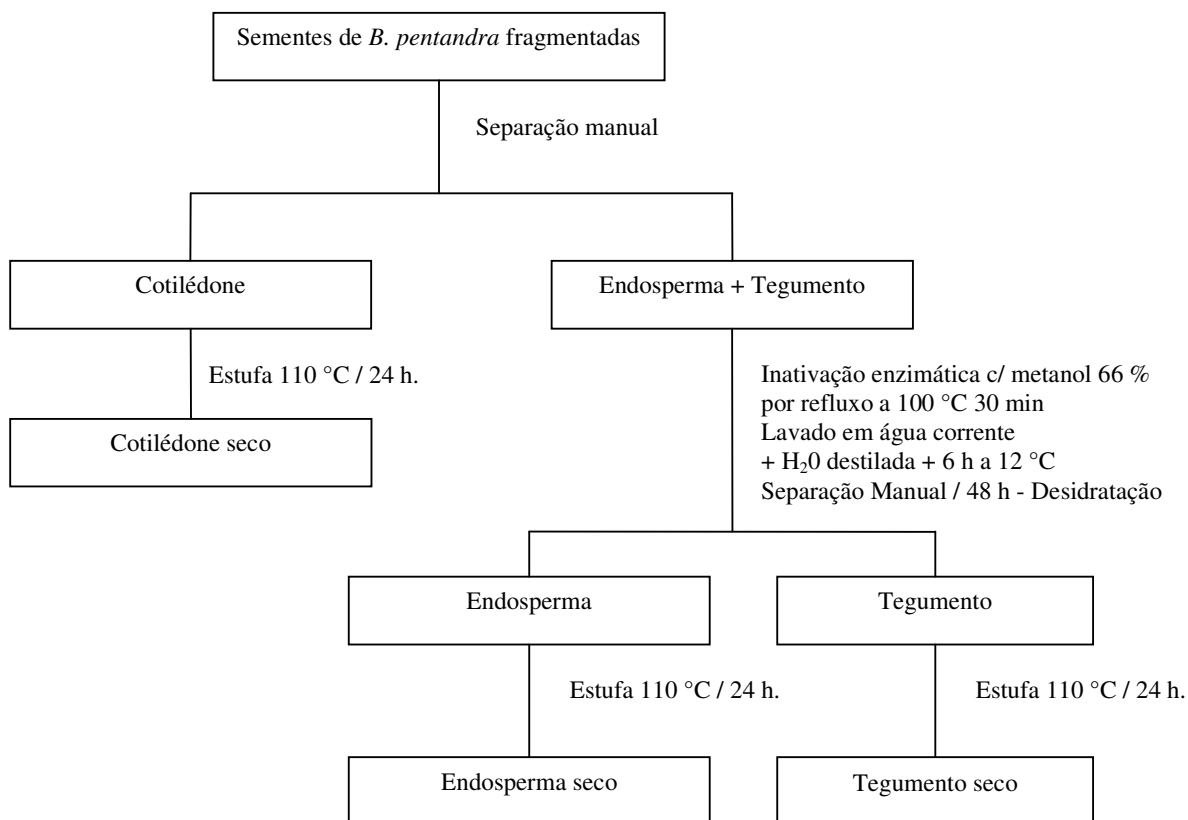 Sementes de B. pentandra fragmentadas
Separação manual
Cotilédone
Endosperma + Tegumento
Estufa 110 °C / 24 h.
Inativação enzimática c/ metanol 66 %
por refluxo a 100 °C 30 min
Lavado em água corrente
+ H₂0 destilada + 6 h a 12 °C
Separação Manual / 48 h - Desidratação
Cotilédone seco
Endosperma
Tegumento
Estufa 110 °C / 24 h.
Estufa 110 °C / 24 h.
Endosperma seco
Tegumento seco